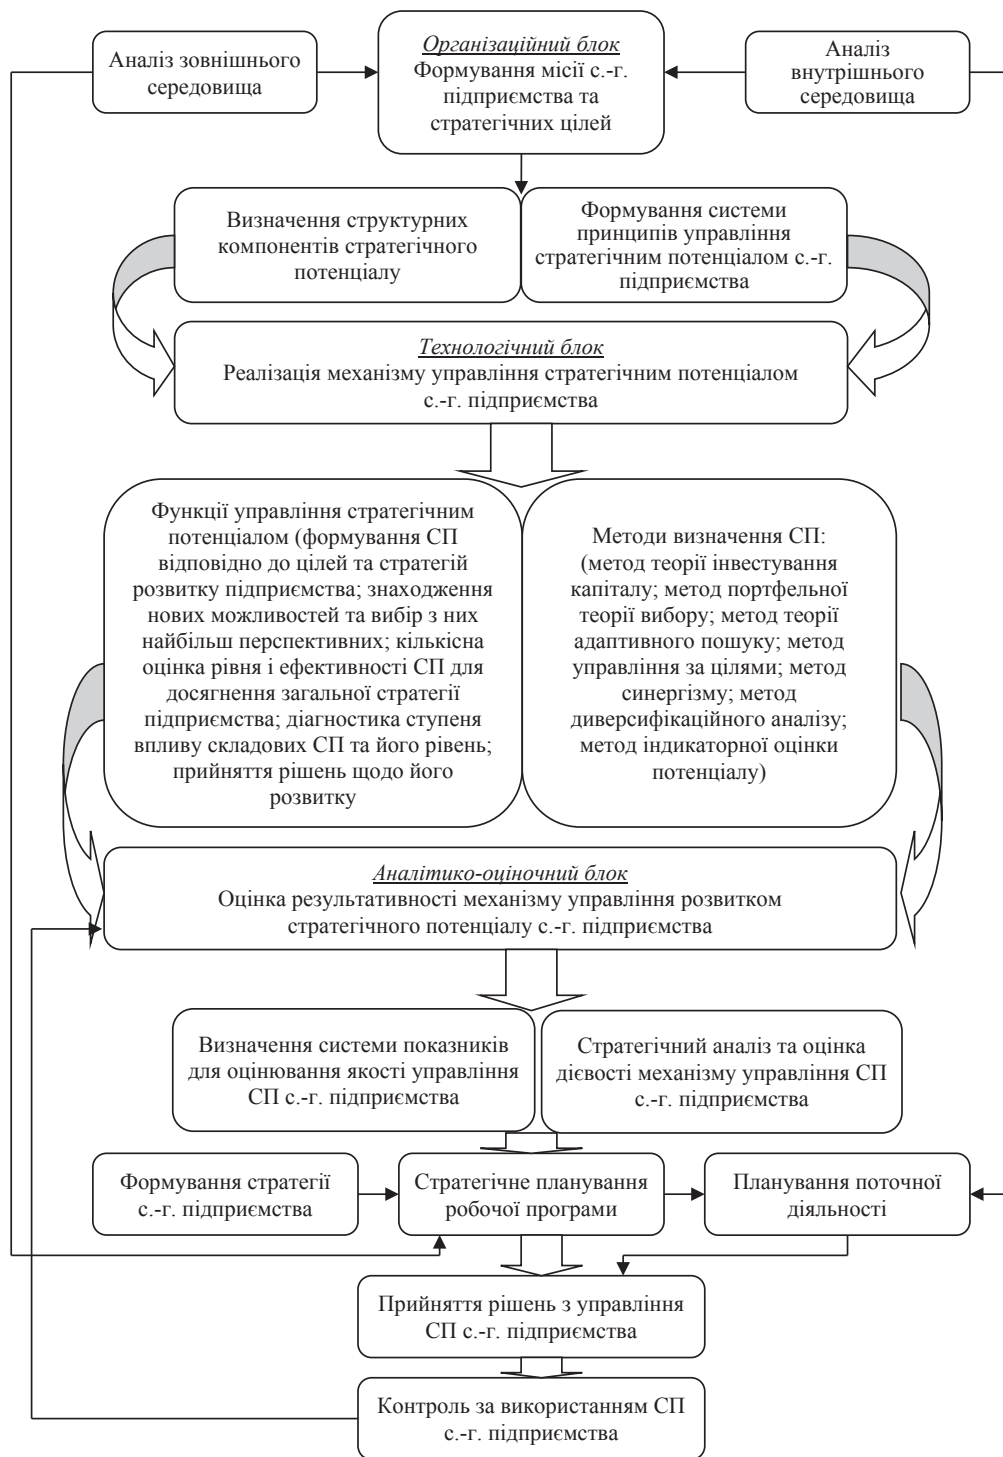 Аналіз зовнішнього
середовища
Організаційний блок
Формування місії с.-г.
підприємства та
стратегічних цілей
Аналіз
внутрішнього
середовища
Визначення структурних
компонентів стратегічного
потенціалу
Формування системи
принципів управління
стратегічним потенціалом с.-г.
підприємства
Технологічний блок
Реалізація механізму управління стратегічним потенціалом
с.-г. підприємства
Функції управління стратегічним
потенціалом (формування СП
відповідно до цілей та стратегій
розвитку підприємства; знаходження
нових можливостей та вибір з них
найбільш перспективних; кількісна
оцінка рівня і ефективності СП для
досягнення загальної стратегії
підприємства; діагностика ступеня
впливу складових СП та його рівень;
прийняття рішень щодо його
розвитку
Методи визначення СП:
(метод теорії інвестування
капіталу; метод портфельної
теорії вибору; метод теорії
адаптивного пошуку; метод
управління за цілями; метод
синергізму; метод
диверсифікаційного аналізу;
метод індикаторної оцінки
потенціалу)
Аналітико-оціночний блок
Оцінка результативності механізму управління розвитком
стратегічного потенціалу с.-г. підприємства
Визначення системи показників
для оцінювання якості управління
СП с.-г. підприємства
Стратегічний аналіз та оцінка
дієвості механізму управління СП
с.-г. підприємства
Формування стратегії
с.-г. підприємства
Стратегічне планування
робочої програми
Планування поточної
діяльності
Прийняття рішень з управління
СП с.-г. підприємства
Контроль за використанням СП
с.-г. підприємства